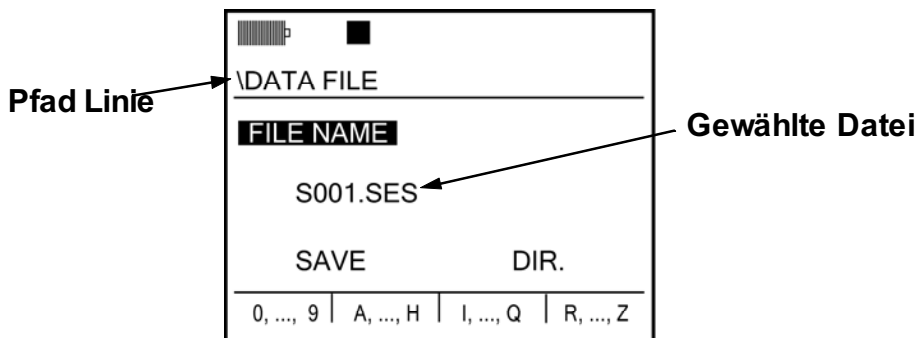 \DATA FILE
Pfad Linie
FILE NAME
Gewählte Datei
S001.SES
SAVE DIR.
0, ..., 9 A, ..., H I, ..., Q R, ..., Z